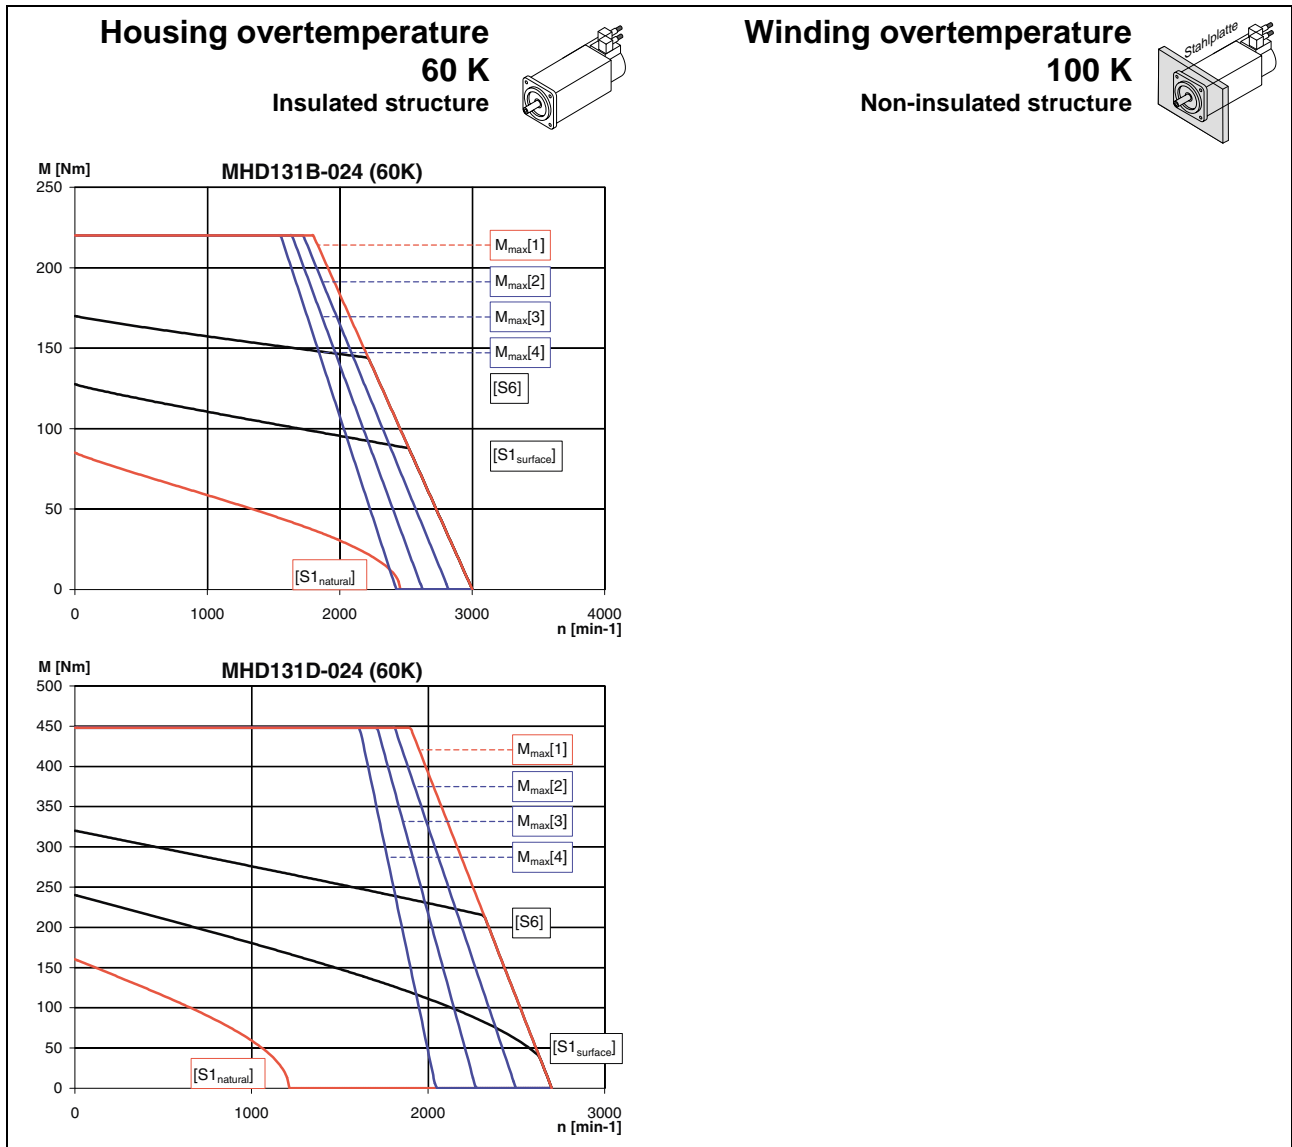 Housing overtemperature
60 K
Insulated structure
Winding overtemperature
100 K
Non-insulated structure
Stahlplatte
M [Nm]
MHD131B-024 (60K)
250
200
150
100
50
0
0 1000 2000 3000 4000
n [min-1]
Mmax[1]
Mmax[2]
Mmax[3]
Mmax[4]
[S6]
[S1surface]
[S1natural]
M [Nm]
MHD131D-024 (60K)
500
450
400
350
300
250
200
150
100
50
0
0 1000 2000 3000
n [min-1]
Mmax[1]
Mmax[2]
Mmax[3]
Mmax[4]
[S6]
[S1surface]
[S1natural]